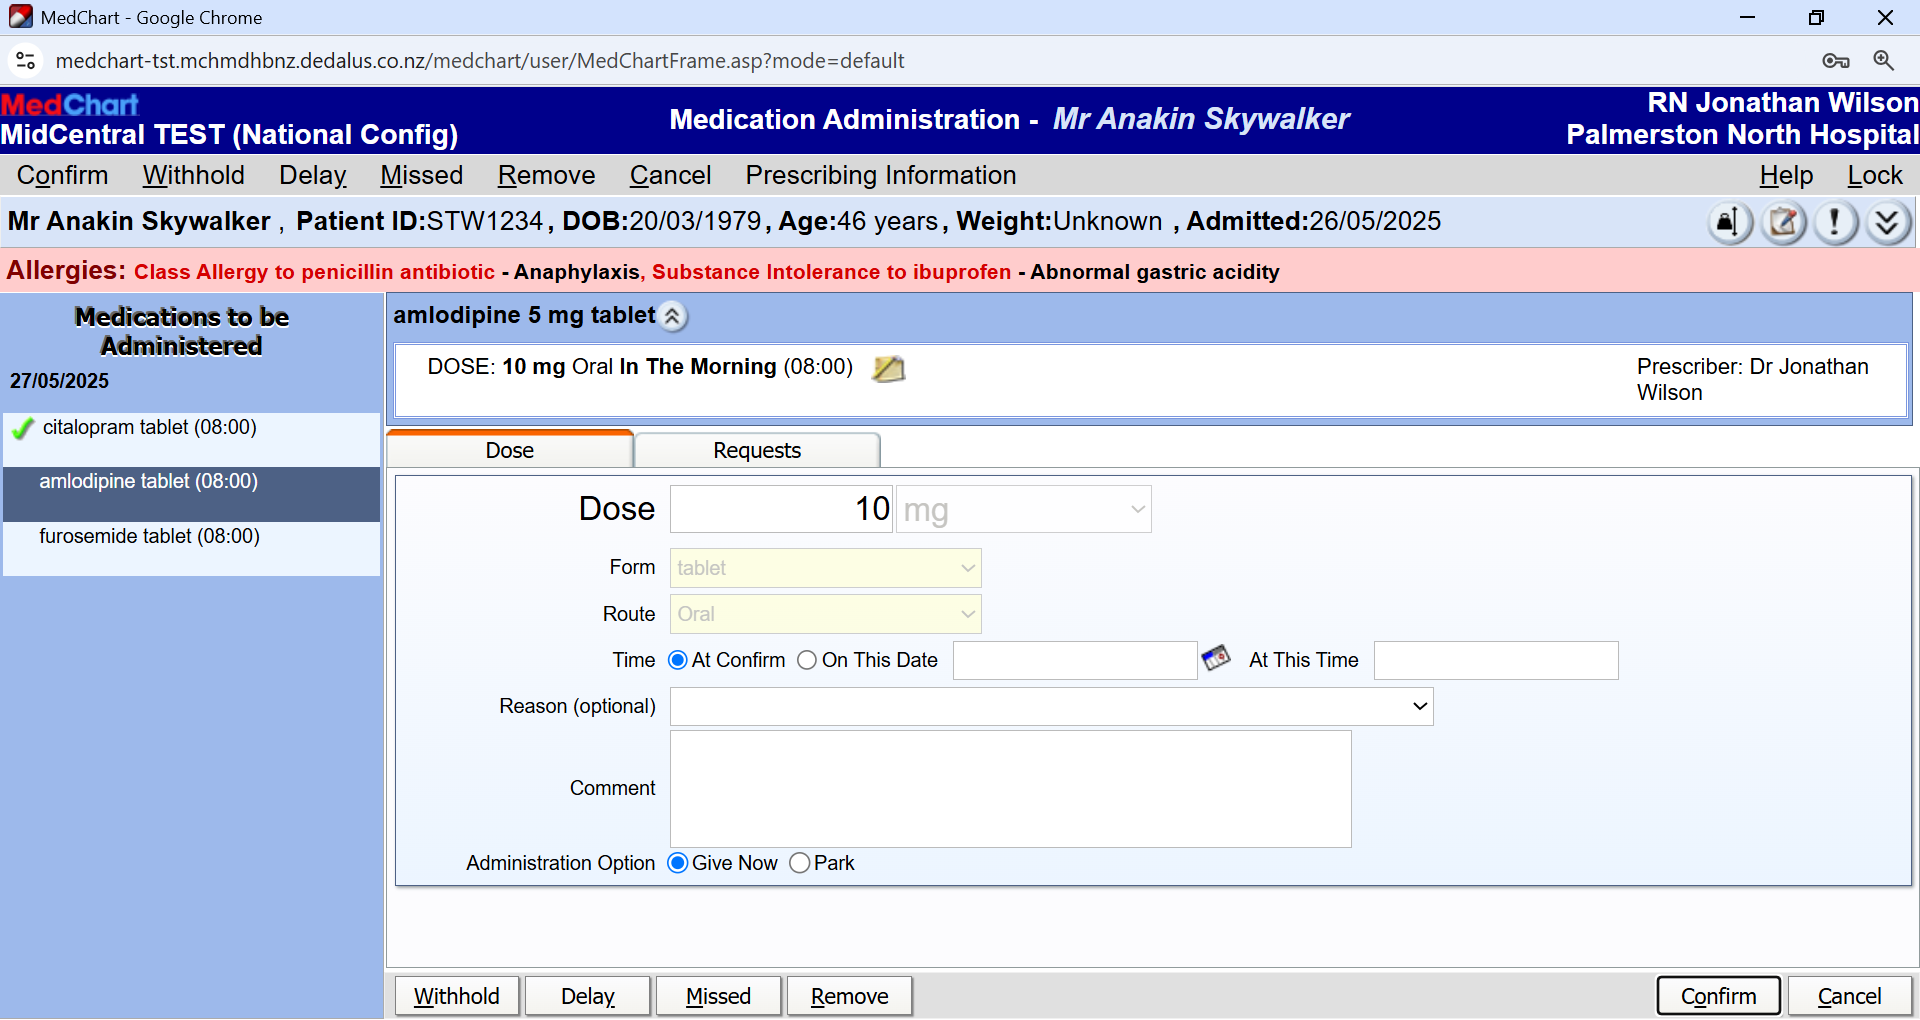 MedChart - Google Chrome
medchart-tst.mchmdhbnz.dedalus.co.nz/medchart/user/MedChartFrame.asp?mode=default
MedChart
MidCentral TEST (National Config)
Medication Administration - Mr Anakin Skywalker
RN Jonathan Wilson
Palmerston North Hospital
Confirm Withhold Delay Missed Remove Cancel Prescribing Information Help Lock
Mr Anakin Skywalker , Patient ID:STW1234, DOB:20/03/1979, Age:46 years, Weight:Unknown , Admitted:26/05/2025
Allergies: Class Allergy to penicillin antibiotic - Anaphylaxis, Substance Intolerance to ibuprofen - Abnormal gastric acidity
Medications to be
Administered
27/05/2025
citalopram tablet (08:00)
amlodipine tablet (08:00)
furosemide tablet (08:00)
amlodipine 5 mg tablet
DOSE: 10 mg Oral In The Morning (08:00)
Prescriber: Dr Jonathan
Wilson
Dose Requests
Dose 10 mg
Form tablet
Route Oral
Time At Confirm On This Date At This Time
Reason (optional)
Comment
Administration Option Give Now Park
Withhold Delay Missed Remove Confirm Cancel